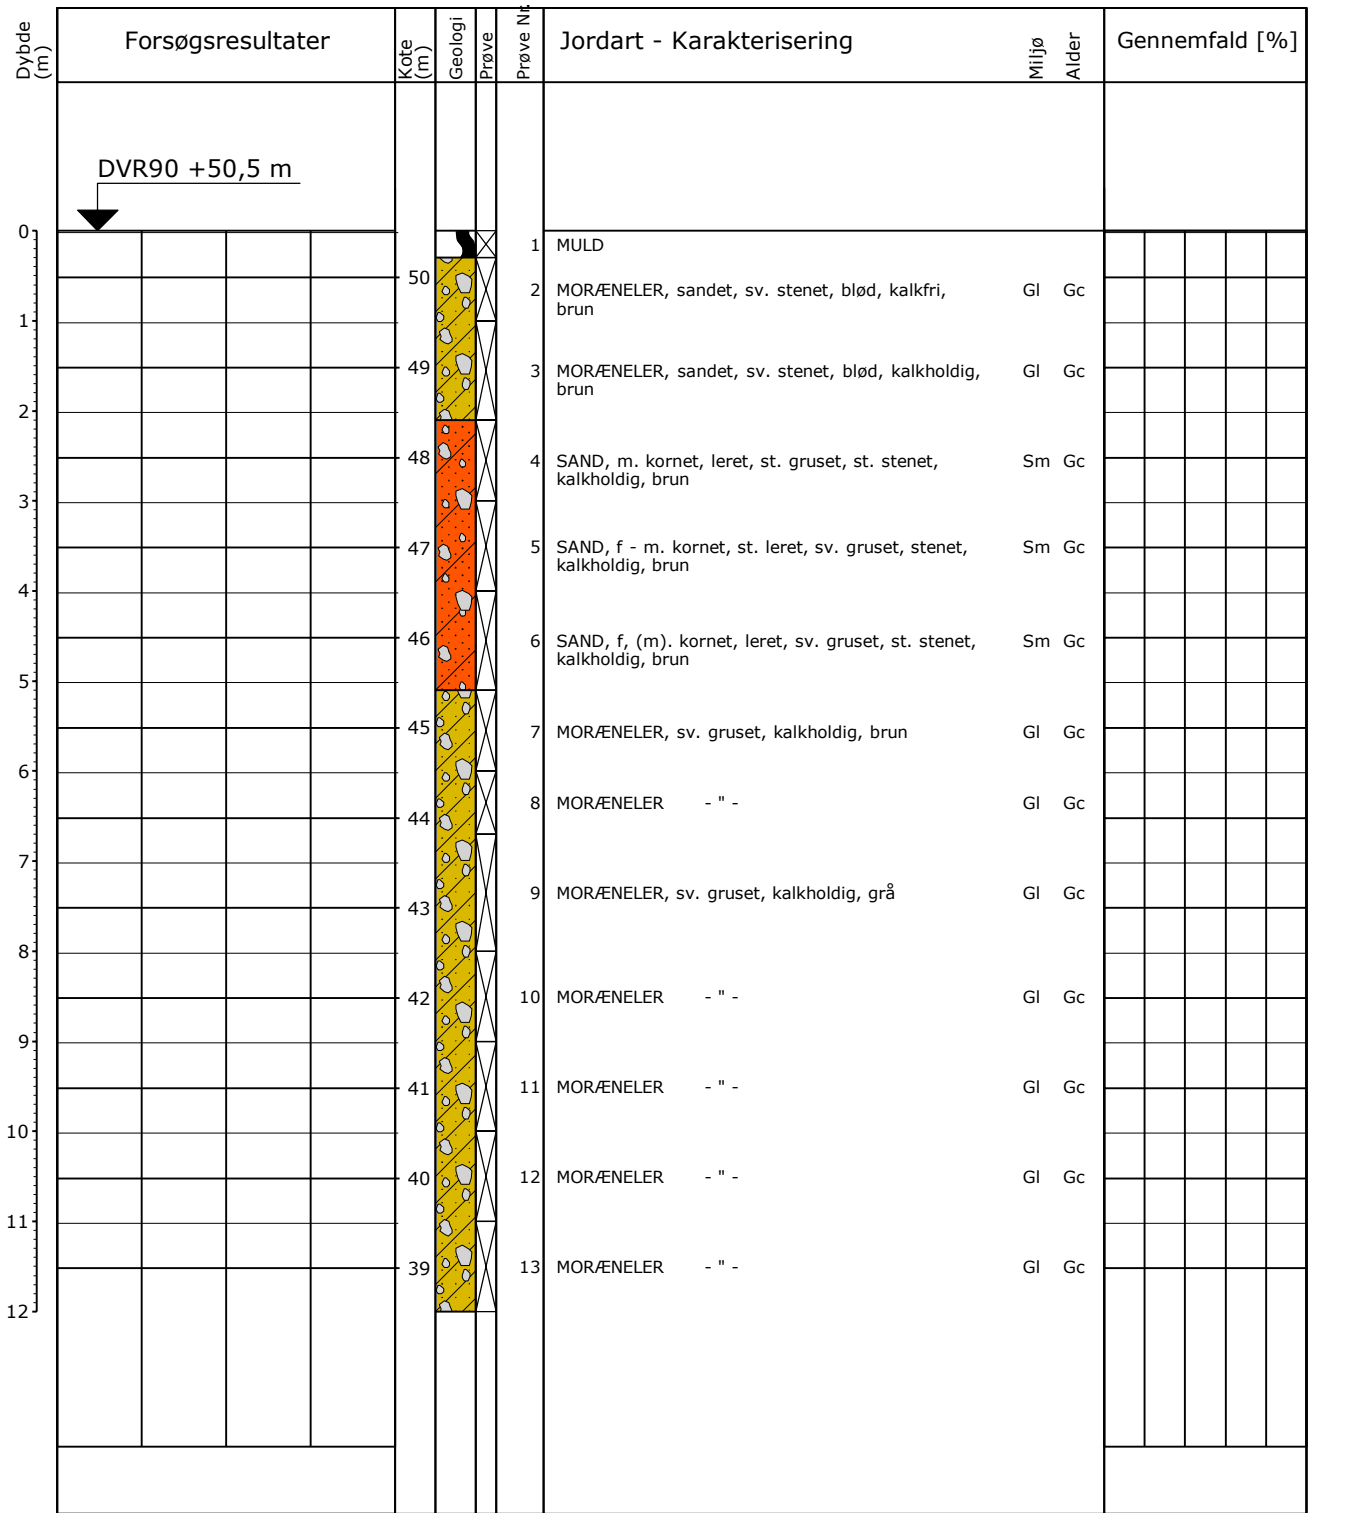 Dybde (m)
Forsøgsresultater
Kote (m)
Geologi
Prøve
Prøve Nr.
Jordart - Karakterisering
Miljø
Alder
Gennemfald [%]
DVR90 +50,5 m
0
1 MULD
50
2 MORÆNELER, sandet, sv. stenet, blød, kalkfri, Gl Gc
brun
1
49
3 MORÆNELER, sandet, sv. stenet, blød, kalkholdig, Gl Gc
brun
2
48
4 SAND, m. kornet, leret, st. gruset, st. stenet, Sm Gc
kalkholdig, brun
3
47
5 SAND, f - m. kornet, st. leret, sv. gruset, stenet, Sm Gc
kalkholdig, brun
4
46
6 SAND, f, (m). kornet, leret, sv. gruset, st. stenet, Sm Gc
kalkholdig, brun
5
45
7 MORÆNELER, sv. gruset, kalkholdig, brun Gl Gc
6
8 MORÆNELER - " - Gl Gc
44
7
9 MORÆNELER, sv. gruset, kalkholdig, grå Gl Gc
43
8
42
10 MORÆNELER - " - Gl Gc
9
41
11 MORÆNELER - " - Gl Gc
10
40
12 MORÆNELER - " - Gl Gc
11
39
13 MORÆNELER - " - Gl Gc
12